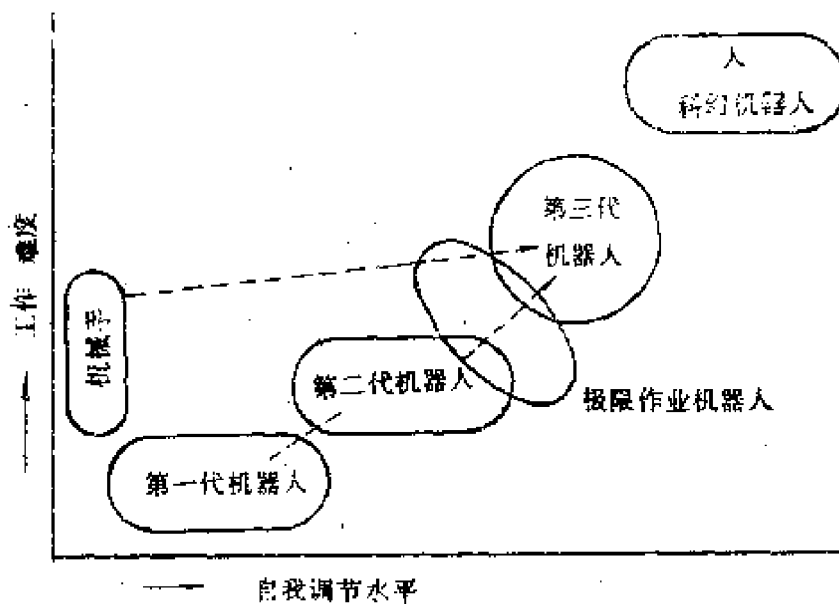 人
科幻机器人
第三代
机器人
工作难度
机械手
第二代机器人
极限作业机器人
第一代机器人
自我调节水平